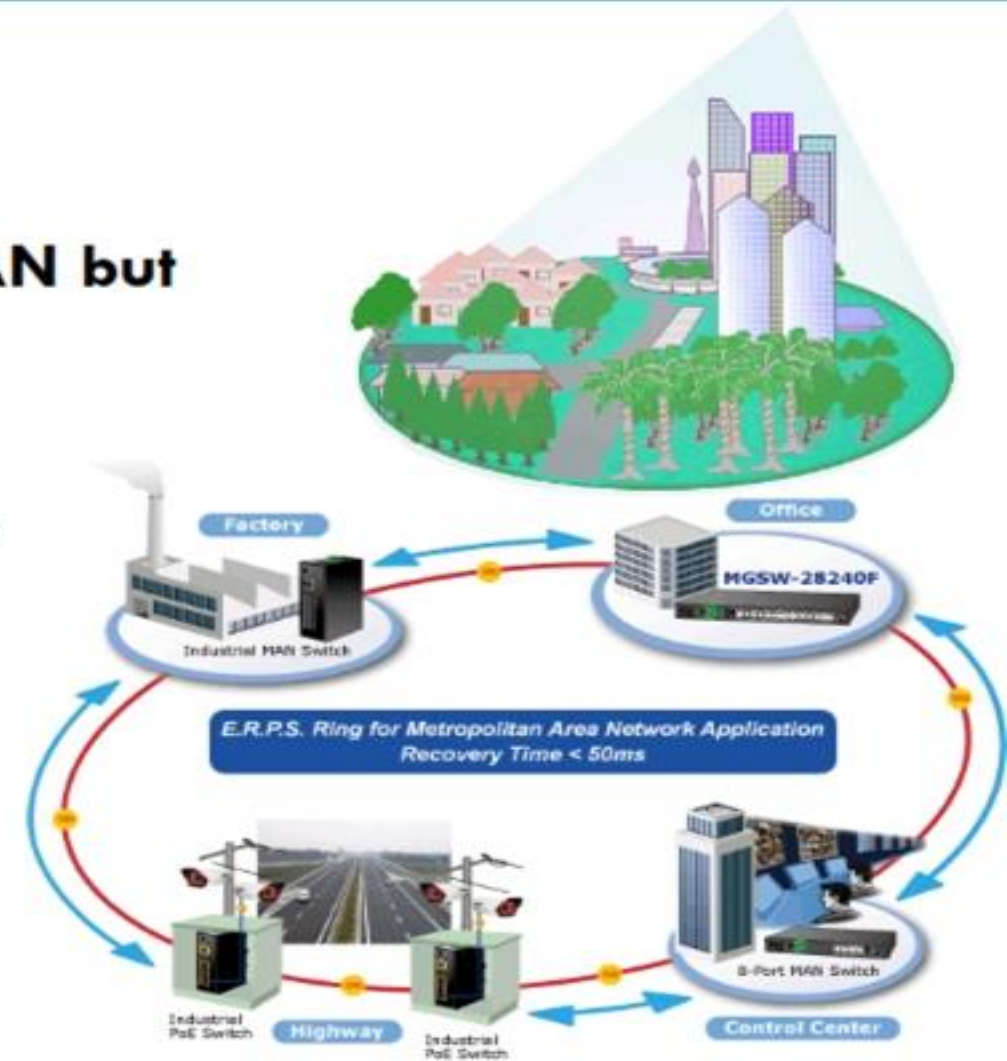 AN but
Factory
Office
MGSW-28240F
Industrial MAN Switch
E.R.P.S. Ring for Metropolitan Area Network Application
Recovery Time < 50ms
8-Port MAN Switch
Industrial
PoE Switch
Highway
Industrial
PoE Switch
Control Center